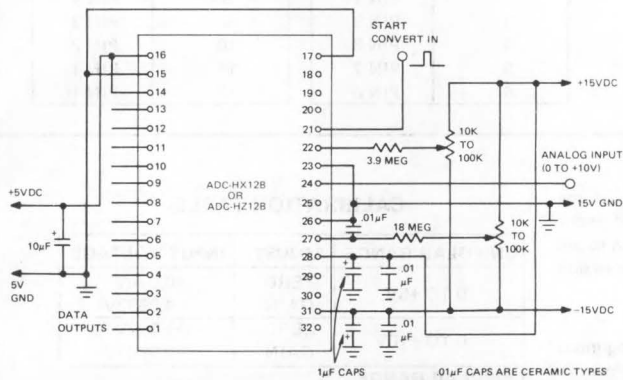 START
CONVERT IN
16
15
14
13
12
11
10
9
8
7
6
5
4
3
2
1
17
18
19
20
21
22
23
24
25
26
27
28
29
30
31
32
ADC-HX12B
OR
ADC-HZ12B
+5VDC
+
10µF
5V
GND
DATA
OUTPUTS
3.9 MEG
10K
TO
100K
+15VDC
ANALOG INPUT
(0 TO +10V)
15V GND
.01µF
18 MEG
10K
TO
100K
+
.01
µF
-15VDC
+
.01
µF
1µF CAPS
.01µF CAPS ARE CERAMIC TYPES